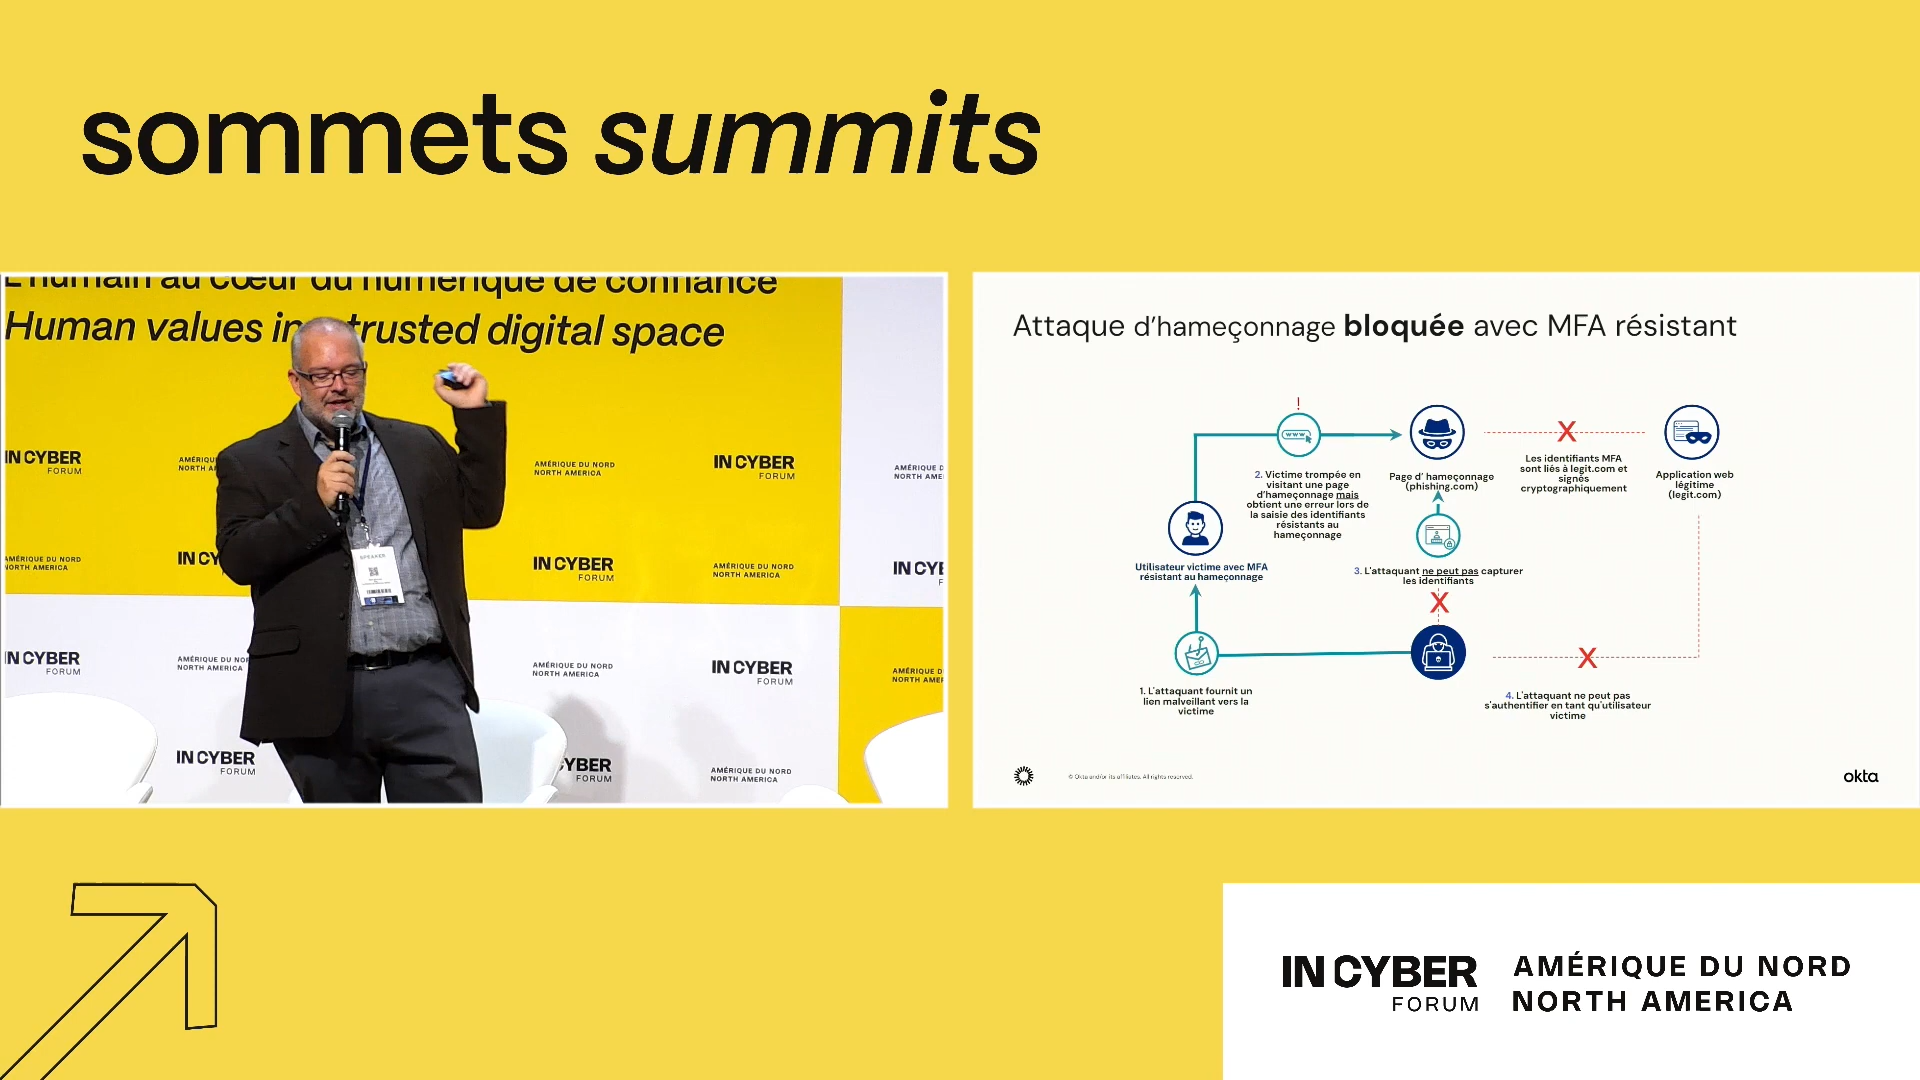 sommets summits
L'humain au cœur du numérique de confiance
Human values in trusted digital space
IN CYBER
FORUM
AMÉRIQUE DU NORD
NORTH AMERICA
IN CYBER
FORUM
AMÉRIQUE DU NORD
NORTH AMERICA
IN CYBER
FORUM
AMÉRIQUE DU NORD
NORTH AMERICA
IN CYBER
FORUM
AMÉRIQUE DU NORD
NORTH AMERICA
IN CYBER
FORUM
IN CYBER
FORUM
AMÉRIQUE DU NORD
NORTH AMERICA
SPEAKER
Attaque d'hameçonnage bloquée avec MFA résistant
!
www
2. Victime trompée en
visitant une page
d'hameçonnage mais
obtient une erreur lors de
la saisie des identifiants
résistants au
hameçonnage
Page d' hameçonnage
(phishing.com)
X
Les identifiants MFA
sont liés à legit.com et
signés
cryptographiquement
Application web
légitime
(legit.com)
Utilisateur victime avec MFA
résistant au hameçonnage
3. L'attaquant ne peut pas capturer
les identifiants
X
X
1. L'attaquant fournit un
lien malveillant vers la
victime
4. L'attaquant ne peut pas
s'authentifier en tant qu'utilisateur
victime
© Okta and/or its affiliates. All rights reserved.
okta
IN CYBER
FORUM
AMÉRIQUE DU NORD
NORTH AMERICA